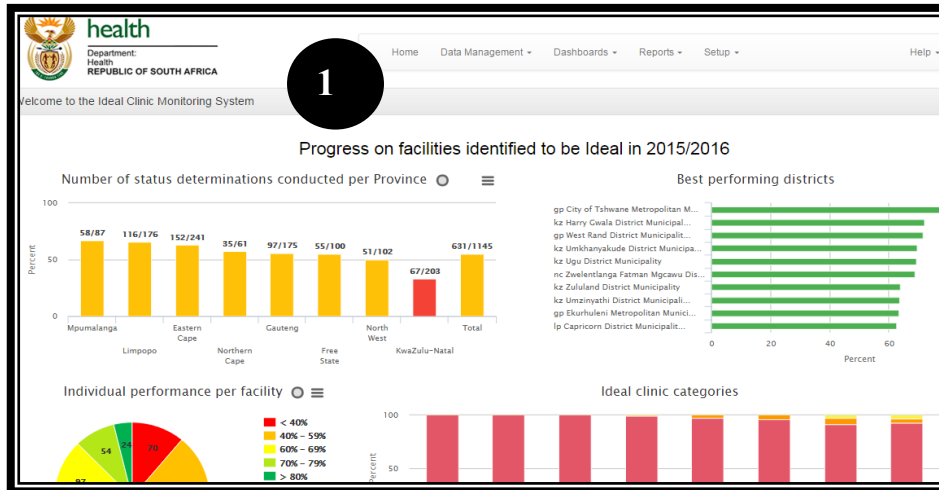 health
Department:
Health
REPUBLIC OF SOUTH AFRICA
Home Data Management Dashboards Reports Setup Help
1
Welcome to the Ideal Clinic Monitoring System
Progress on facilities identified to be Ideal in 2015/2016
Number of status determinations conducted per Province
100
50
0
Percent
58/87 116/176 152/241 35/61 97/175 55/100 51/102 67/203 631/1145
Mpumalanga Limpopo Eastern Cape Northern Cape Gauteng Free State North West KwaZulu-Natal Total
Best performing districts
gp City of Tshwane Metropolitan M...
kz Harry Gwala District Municipal...
gp West Rand District Municipalit...
kz Umkhanyakude District Municipa...
kz Ugu District Municipality
nc Zwelentlanga Fatman Mgcawu Dis...
kz Zululand District Municipality
kz Umzinyathi District Municipali...
gp Ekurhuleni Metropolitan Munici...
lp Capricorn District Municipalit...
0 20 40 60
Percent
Individual performance per facility
54 24 70
97
< 40%
40% - 59%
60% - 69%
70% - 79%
> 80%
Ideal clinic categories
100
50
Percent